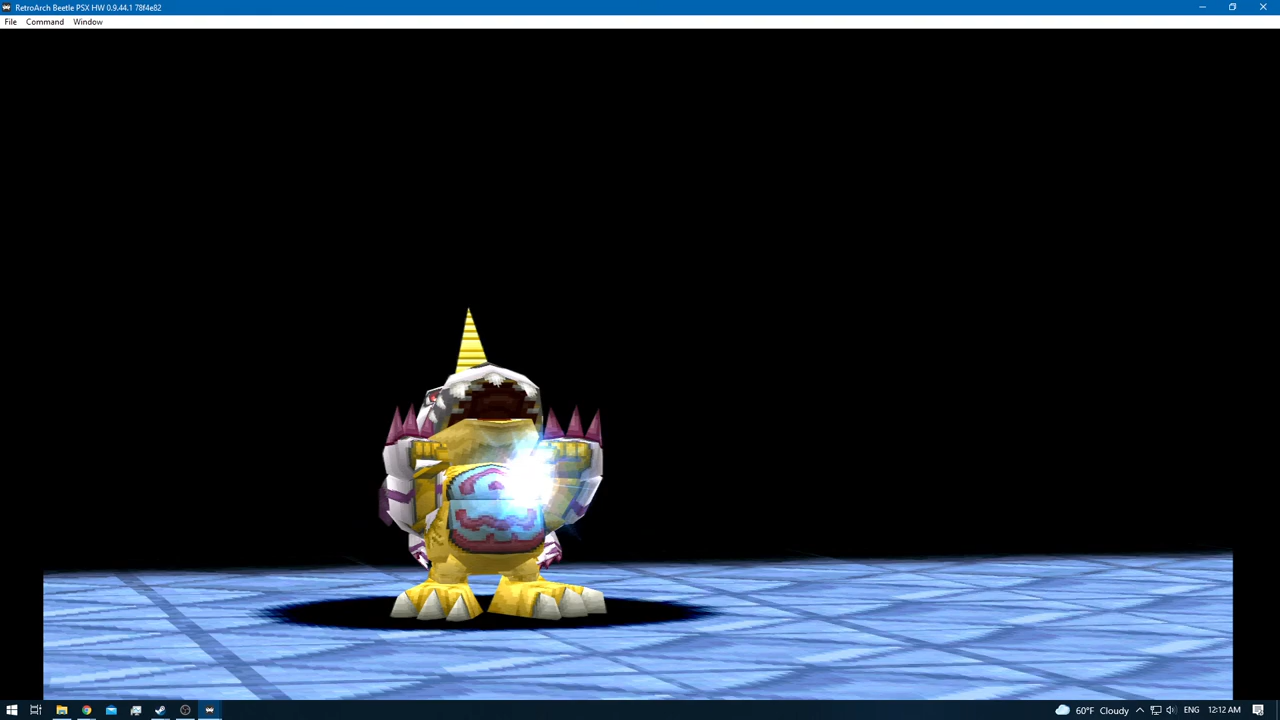 RetroArch Beetle PSX HW 0.9.44.1 78f4e82
File Command Window
60°F Cloudy ENG 12:12 AM